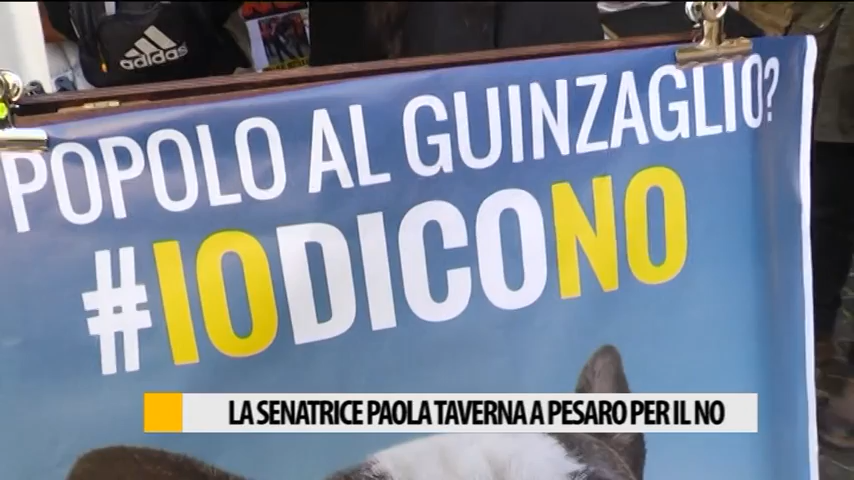 adidas
POPOLO AL GUINZAGLIO?
#IODICONO
LA SENATRICE PAOLA TAVERNA A PESARO PER IL NO